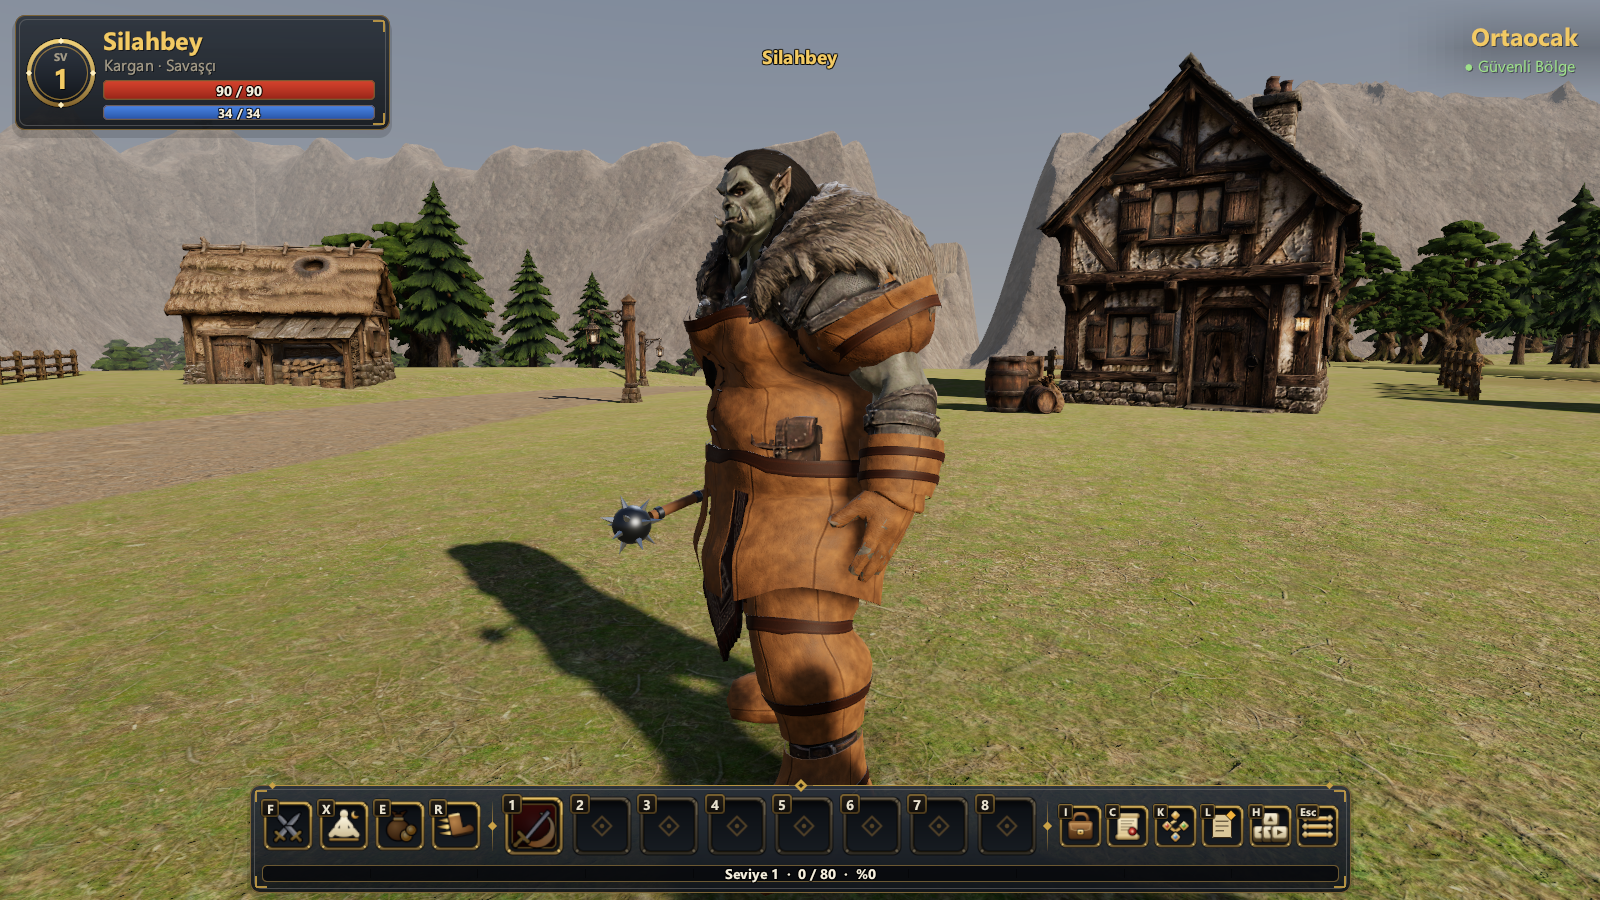 SV
1
Silahbey
Kargan · Savaşçı
90 / 90
34 / 34
Silahbey
Ortaocak
Güvenli Bölge
F
X
E
R
1
2
3
4
5
6
7
8
I
C
K
L
H
Esc
Seviye 1 · 0 / 80 · %0